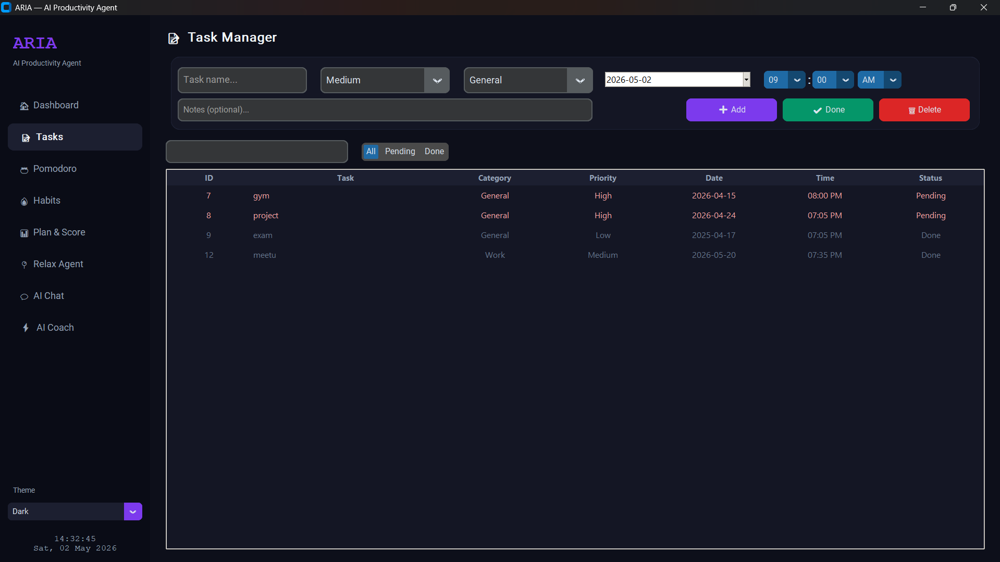 ARIA — AI Productivity Agent
ARIA
AI Productivity Agent
Dashboard
Tasks
Pomodoro
Habits
Plan & Score
Relax Agent
AI Chat
AI Coach
Theme
Dark
14:32:45
Sat, 02 May 2026
Task Manager
Task name... Medium General 2026-05-02 09 : 00 AM
Notes (optional)... Add Done Delete
All Pending Done
ID Task Category Priority Date Time Status
7 gym General High 2026-04-15 08:00 PM Pending
8 project General High 2026-04-24 07:05 PM Pending
9 exam General Low 2025-04-17 07:05 PM Done
12 meetu Work Medium 2026-05-20 07:35 PM Done